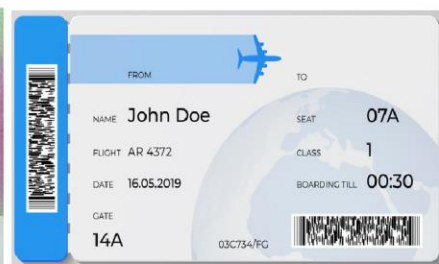 FROM TO
NAME John Doe SEAT 07A
FLIGHT AR 4372 CLASS 1
DATE 16.05.2019 BOARDING TILL 00:30
GATE
14A
03C734/FG